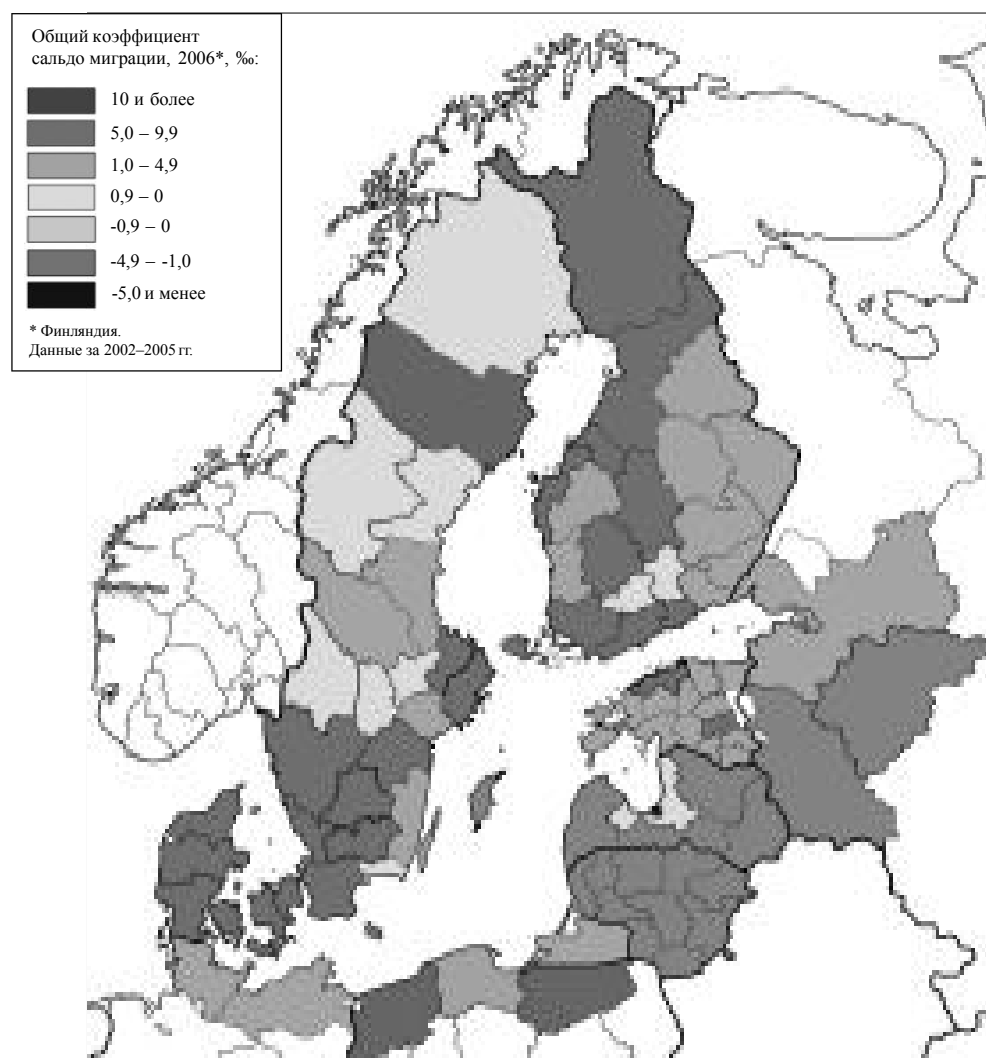 Общий коэффициент
сальдо миграции, 2006*, ‰:
10 и более
5,0 – 9,9
1,0 – 4,9
0,9 – 0
-0,9 – 0
-4,9 – -1,0
-5,0 и менее
* Финляндия.
Данные за 2002–2005 гг.